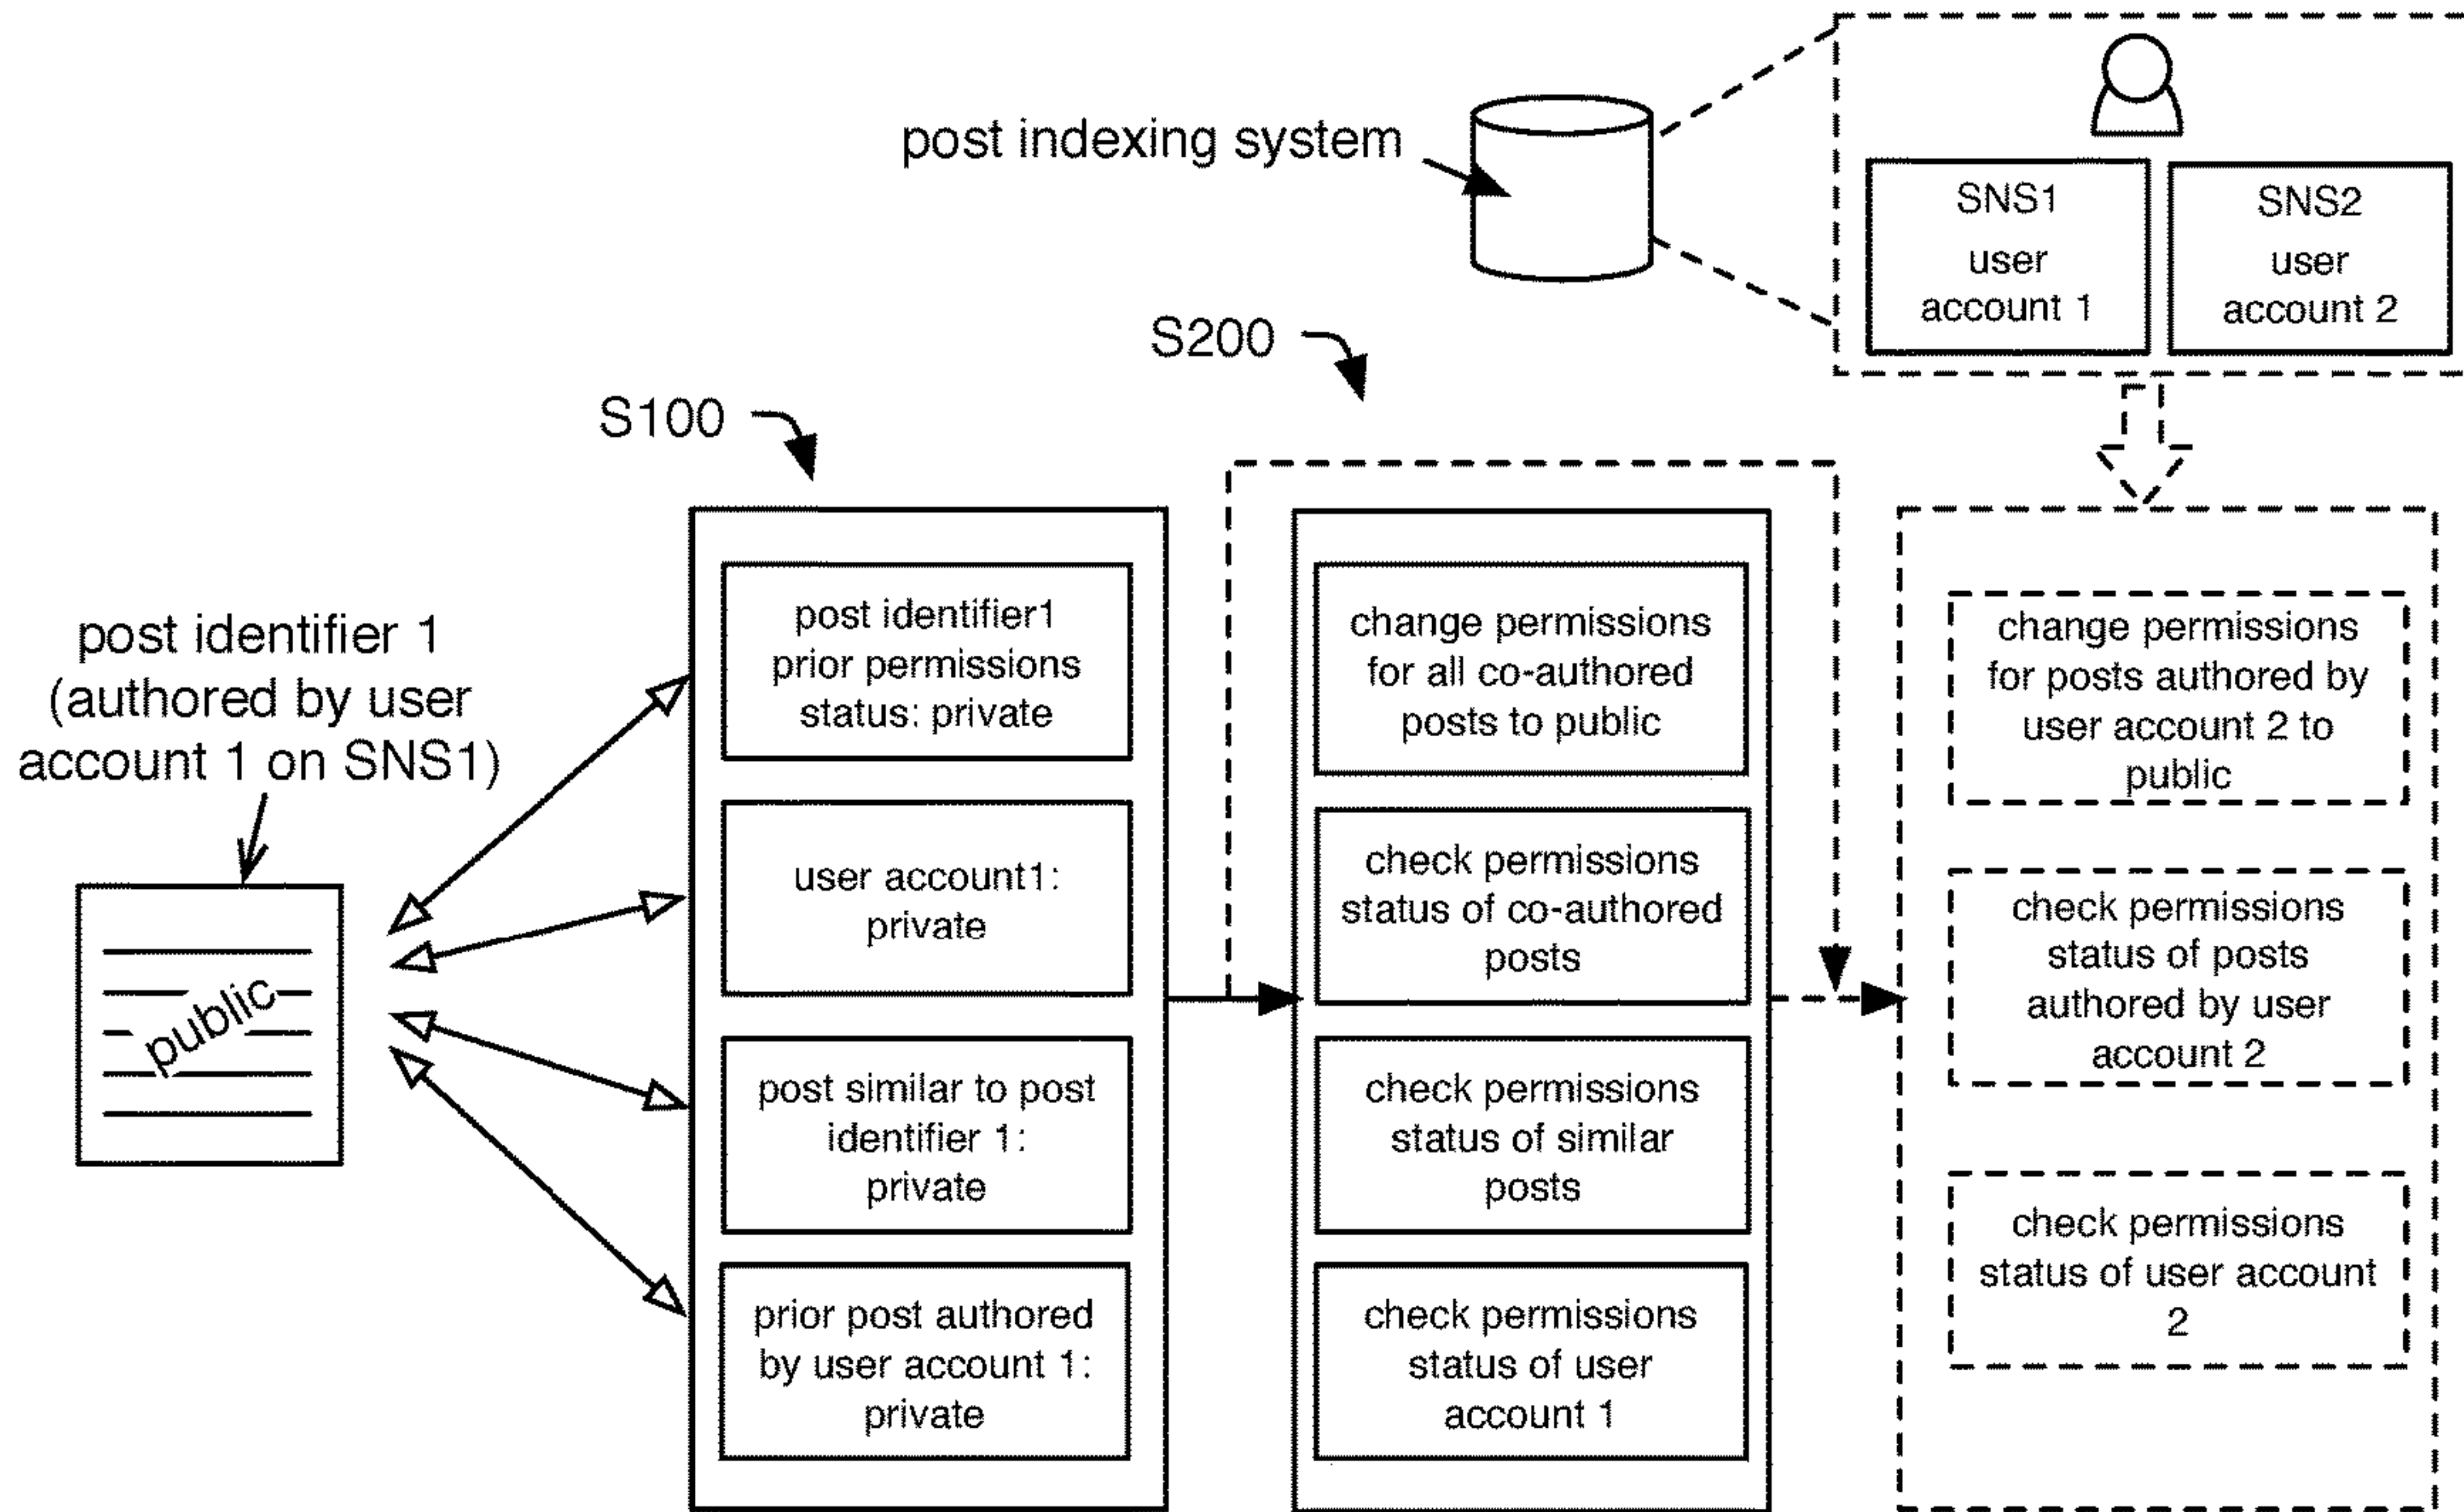 post indexing system
SNS1
user
account 1
SNS2
user
account 2
S200
S100
post identifier 1
(authored by user
account 1 on SNS1)
public
post identifier1
prior permissions
status: private
user account1:
private
post similar to post
identifier 1:
private
prior post authored
by user account 1:
private
change permissions
for all co-authored
posts to public
check permissions
status of co-authored
posts
check permissions
status of similar
posts
check permissions
status of user
account 1
change permissions
for posts authored by
user account 2 to
public
check permissions
status of posts
authored by user
account 2
check permissions
status of user account
2